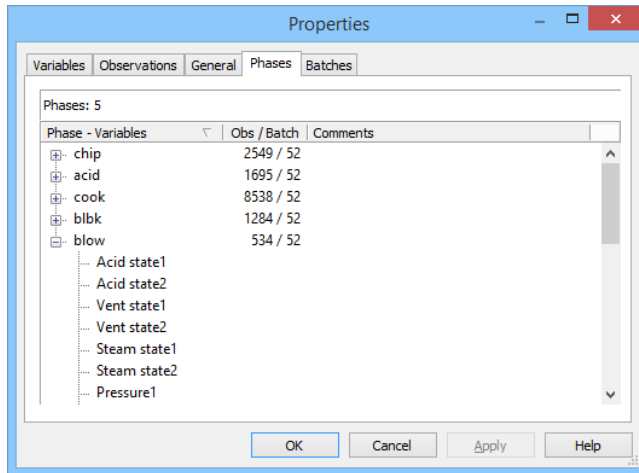 Properties
Variables Observations General Phases Batches
Phases: 5
Phase - Variables Obs / Batch Comments
chip 2549 / 52
acid 1695 / 52
cook 8538 / 52
blbk 1284 / 52
blow 534 / 52
Acid state1
Acid state2
Vent state1
Vent state2
Steam state1
Steam state2
Pressure1
OK Cancel Apply Help